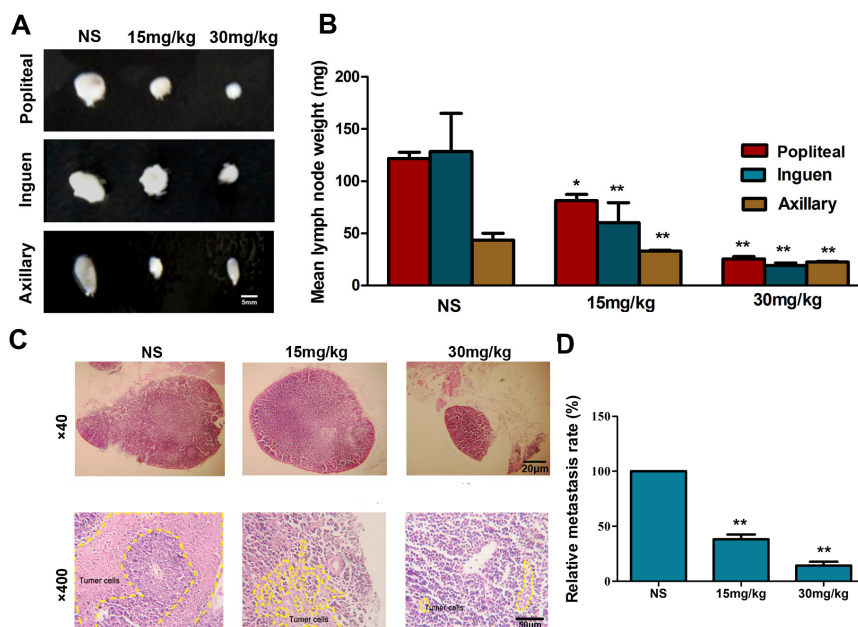 A
NS 15mg/kg 30mg/kg
Popliteal
Inguen
Axillary
5mm
B
Mean lymph node weight (mg)
200
150
100
50
0
Popliteal
Inguen
Axillary
* ** **
** ** **
NS 15mg/kg 30mg/kg
C
NS 15mg/kg 30mg/kg
×40
20μm
×400
Tumer cells
Tumer cells
Tumer cells
50μm
D
Relative metastasis rate (%)
150
100
50
0
**
**
NS 15mg/kg 30mg/kg